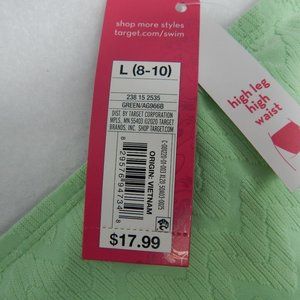 shop more styles
target.com/swim
L (8-10)
238 15 2535
GREEN/AG966B
DIST. BY TARGET CORPORATION
MPLS, MN 55403 ©2020 TARGET
BRANDS, INC. SHOP TARGET.COM
ORIGIN: VIETNAM
$17.99
high leg
high
waist